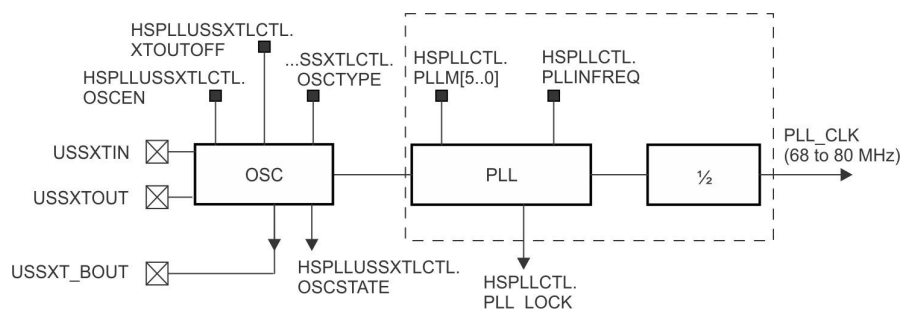 HSPLLUSSXTLCTL.
XTOUTOFF
HSPLLUSSXTLCTL.
OSCEN
...SSXTLCTL.
OSCTYPE
HSPLLCTL.
PLLM[5..0]
HSPLLCTL.
PLLINFREQ
USSXTIN
USSXTOUT
USSXT_BOUT
OSC
PLL
½
PLL_CLK
(68 to 80 MHz)
HSPLLUSSXTLCTL.
OSCSTATE
HSPLLCTL.
PLL LOCK